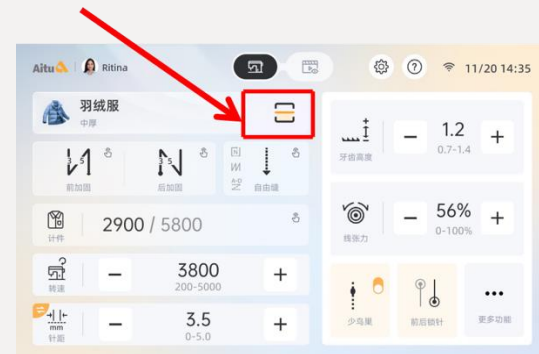 Aitu Ritina 11/20 14:35
羽绒服
中厚
前加固
后加固
A-D
自由缝
计件
2900 / 5800
转速
3800
200-5000
mm
针距
3.5
0-5.0
牙齿高度
1.2
0.7-1.4
线张力
56%
0-100%
少鸟巢
前后锁针
更多功能